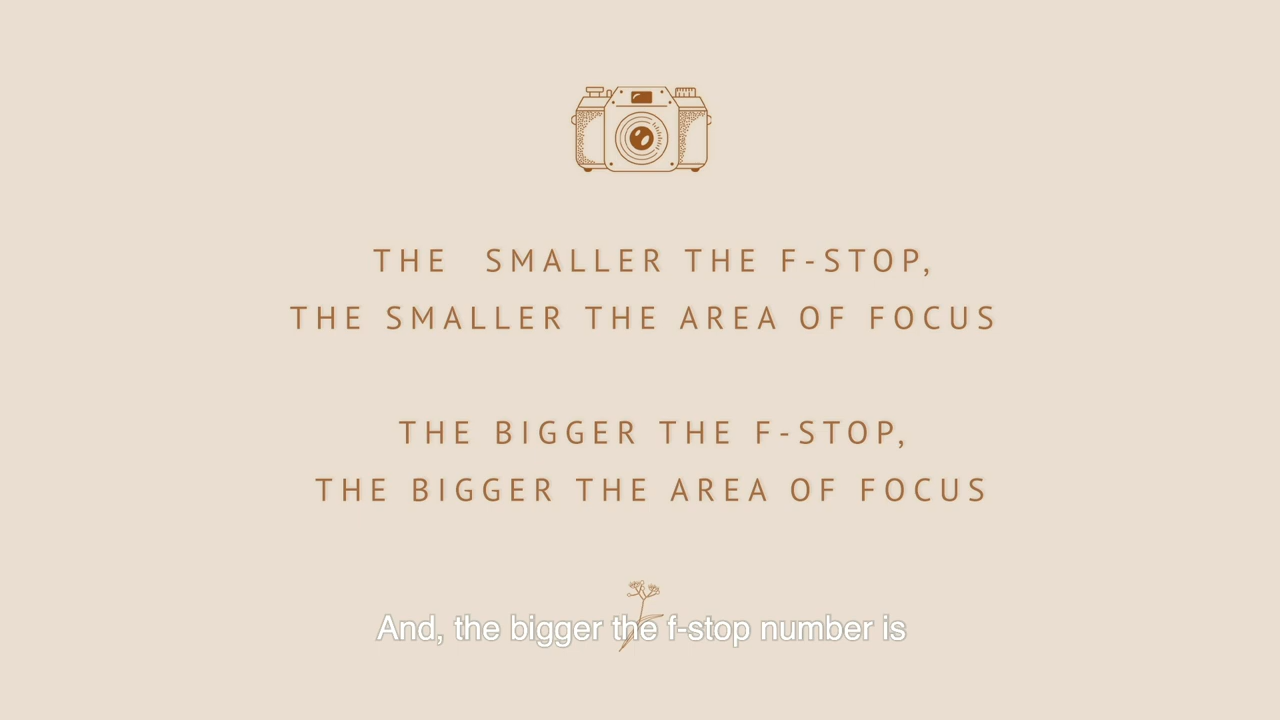 THE SMALLER THE F-STOP,
THE SMALLER THE AREA OF FOCUS
THE BIGGER THE F-STOP,
THE BIGGER THE AREA OF FOCUS
And, the bigger the f-stop number is